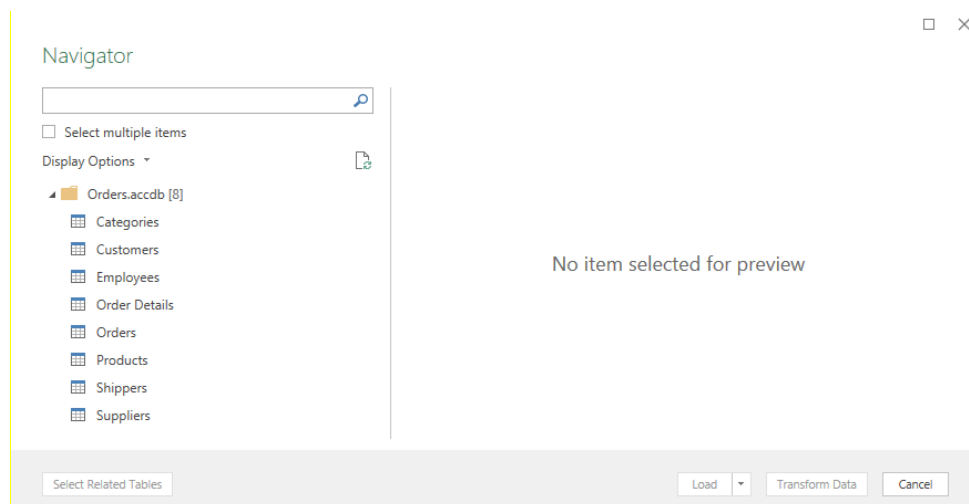 Navigator
Select multiple items
Display Options
Orders.accdb [8]
Categories
Customers
Employees
Order Details
Orders
Products
Shippers
Suppliers
No item selected for preview
Select Related Tables
Load
Transform Data
Cancel